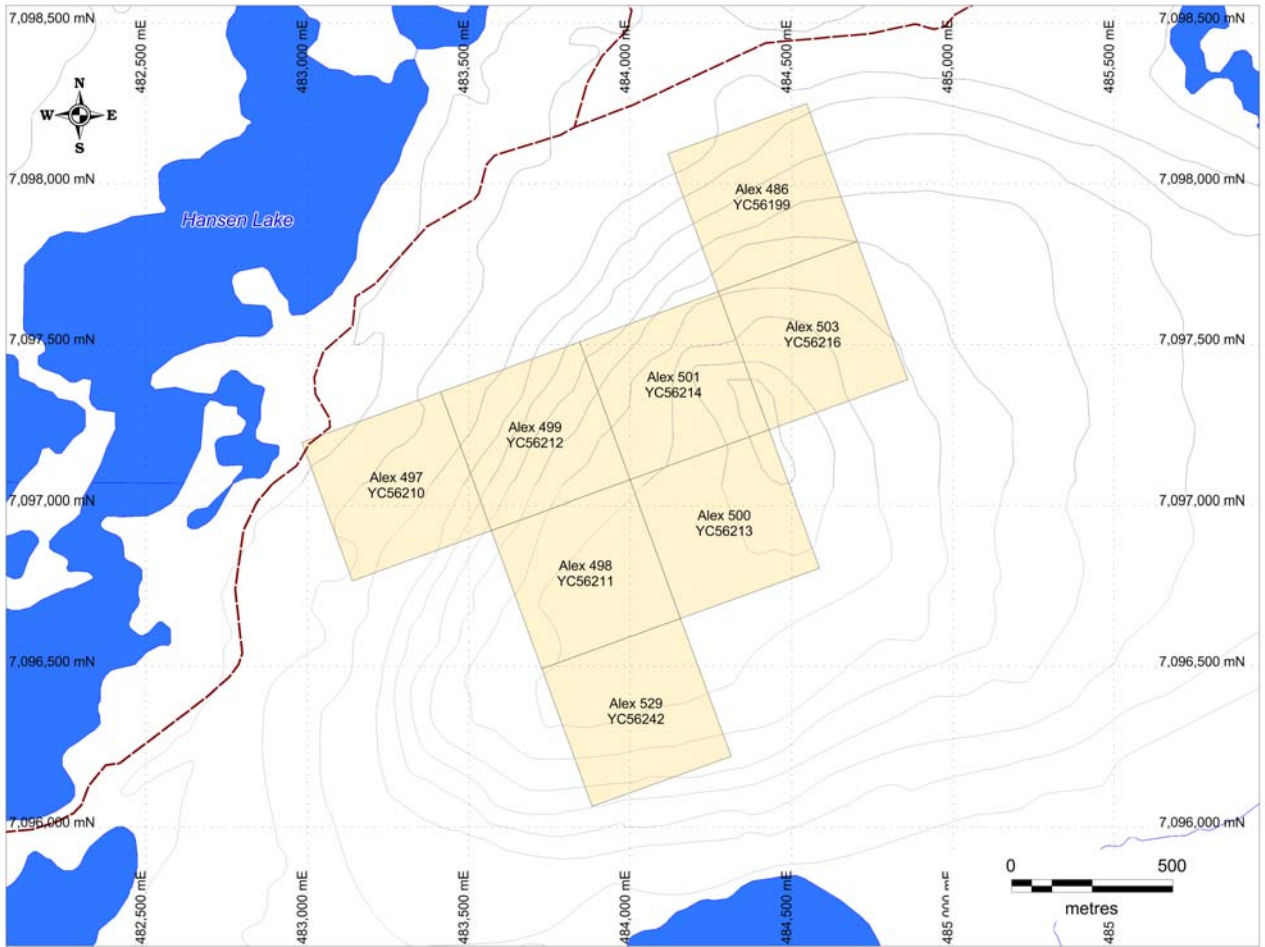 7,098,500 mN
7,098,500 mN
482,500 mE
483,000 mE
483,500 mE
484,000 mE
484,500 mE
485,000 mE
485,500 mE
N
W
E
S
7,098,000 mN
7,098,000 mN
Hansen Lake
Alex 486
YC56199
Alex 503
YC56216
7,097,500 mN
7,097,500 mN
Alex 501
YC56214
Alex 499
YC56212
Alex 497
YC56210
7,097,000 mN
7,097,000 mN
Alex 500
YC56213
Alex 498
YC56211
7,096,500 mN
7,096,500 mN
Alex 529
YC56242
7,096,000 mN
7,096,000 mN
0
500
metres
482,500 mE
483,000 mE
483,500 mE
484,000 mE
484,500 mE